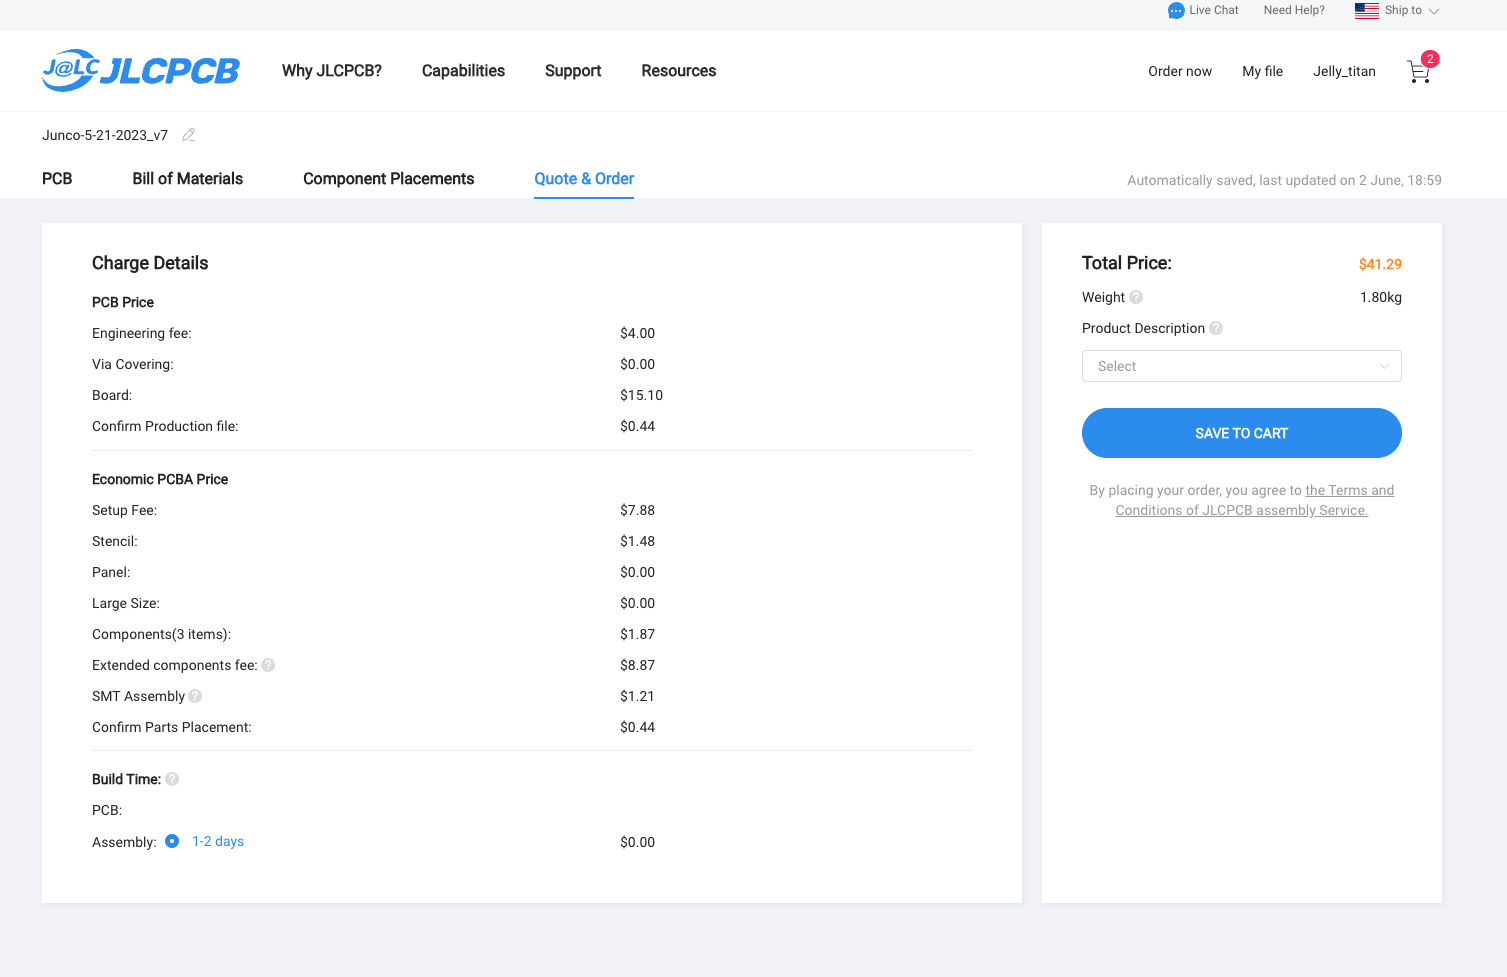 Live Chat Need Help? Ship to
J@LC JLCPCB Why JLCPCB? Capabilities Support Resources Order now My file Jelly_titan 2
Junco-5-21-2023_v7
PCB Bill of Materials Component Placements Quote & Order Automatically saved, last updated on 2 June, 18:59
Charge Details
PCB Price
Engineering fee: $4.00
Via Covering: $0.00
Board: $15.10
Confirm Production file: $0.44
Economic PCBA Price
Setup Fee: $7.88
Stencil: $1.48
Panel: $0.00
Large Size: $0.00
Components(3 items): $1.87
Extended components fee: ? $8.87
SMT Assembly ? $1.21
Confirm Parts Placement: $0.44
Build Time: ?
PCB:
Assembly: 1-2 days $0.00
Total Price: $41.29
Weight ? 1.80kg
Product Description ?
Select
SAVE TO CART
By placing your order, you agree to the Terms and
Conditions of JLCPCB assembly Service.